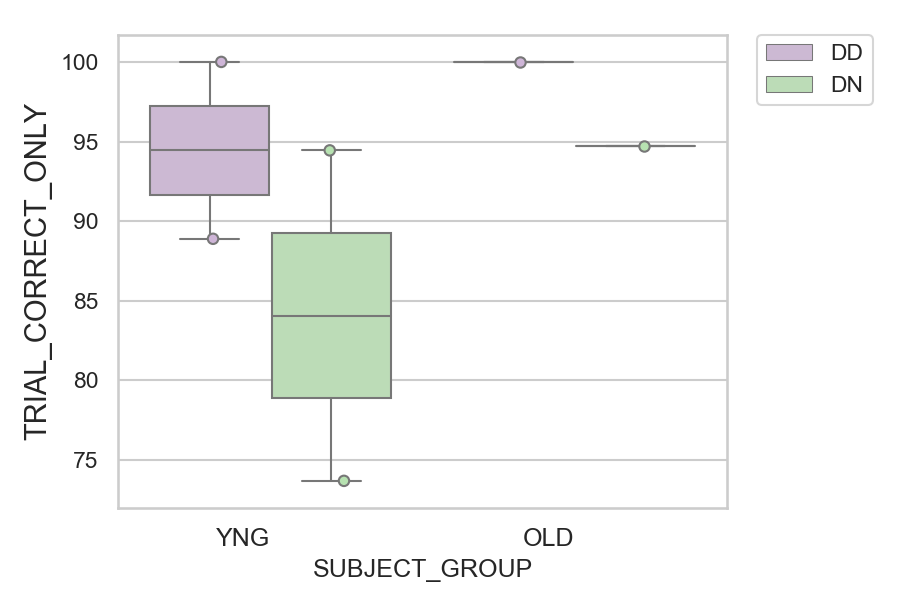 TRIAL_CORRECT_ONLY
100
95
90
85
80
75
YNG
OLD
SUBJECT_GROUP
DD
DN